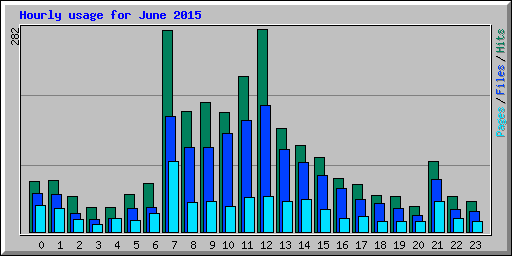 Hourly usage for June 2015
282
Pages / Files / Hits
0 1 2 3 4 5 6 7 8 9 10 11 12 13 14 15 16 17 18 19 20 21 22 23